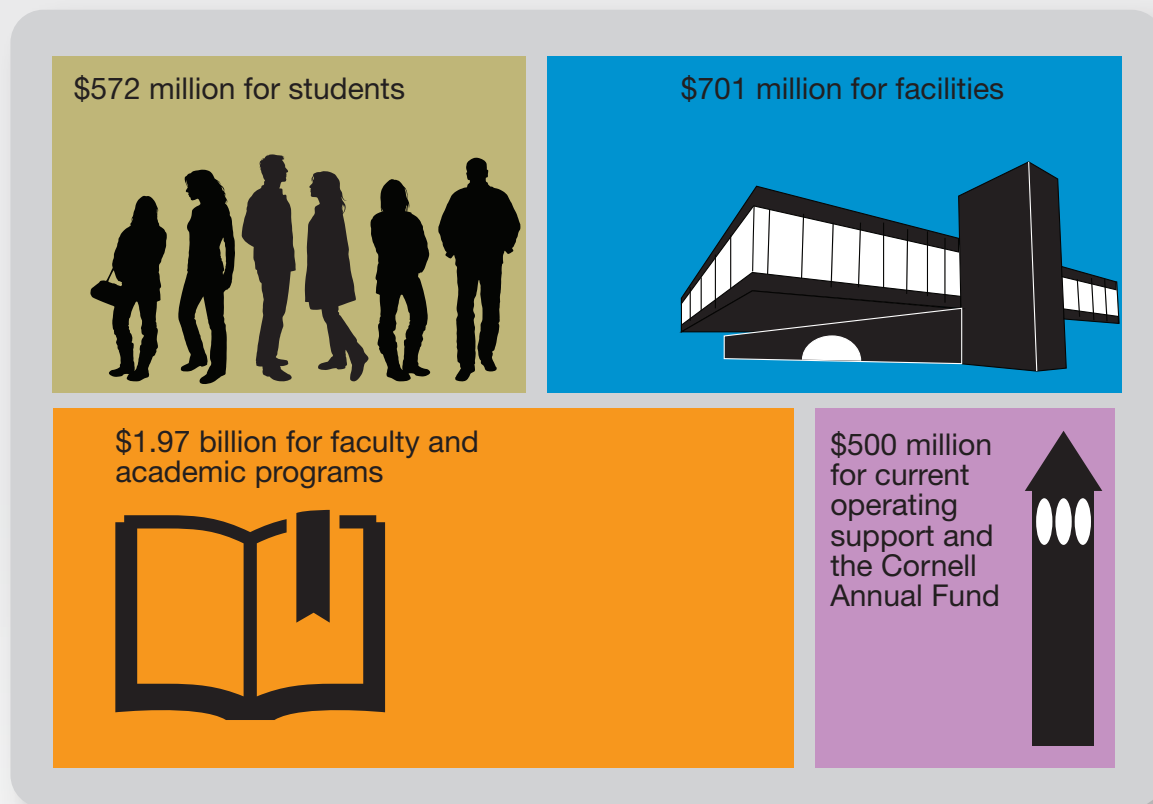 $572 million for students
$701 million for facilities
$1.97 billion for faculty and
academic programs
$500 million
for current
operating
support and
the Cornell
Annual Fund